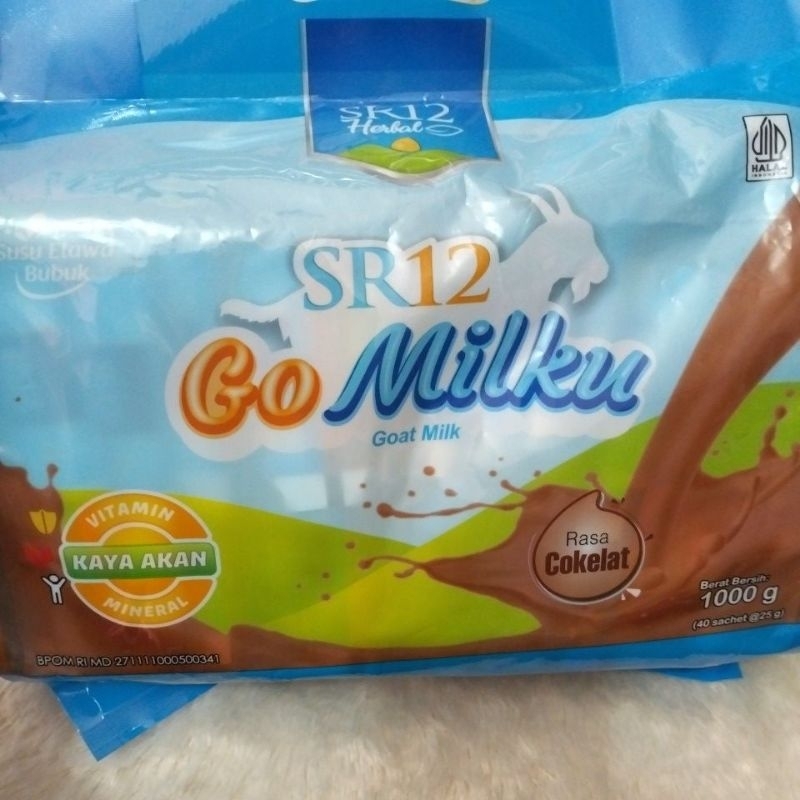 SR12
Herbal
HALAL
INDONESIA
Susu Etawa
Bubuk
SR12
Go Milku
Goat Milk
VITAMIN
KAYA AKAN
MINERAL
Rasa
Cokelat
Berat Bersih:
1000 g
(40 sachet @25 g)
BPOM RI MD 271111000500341